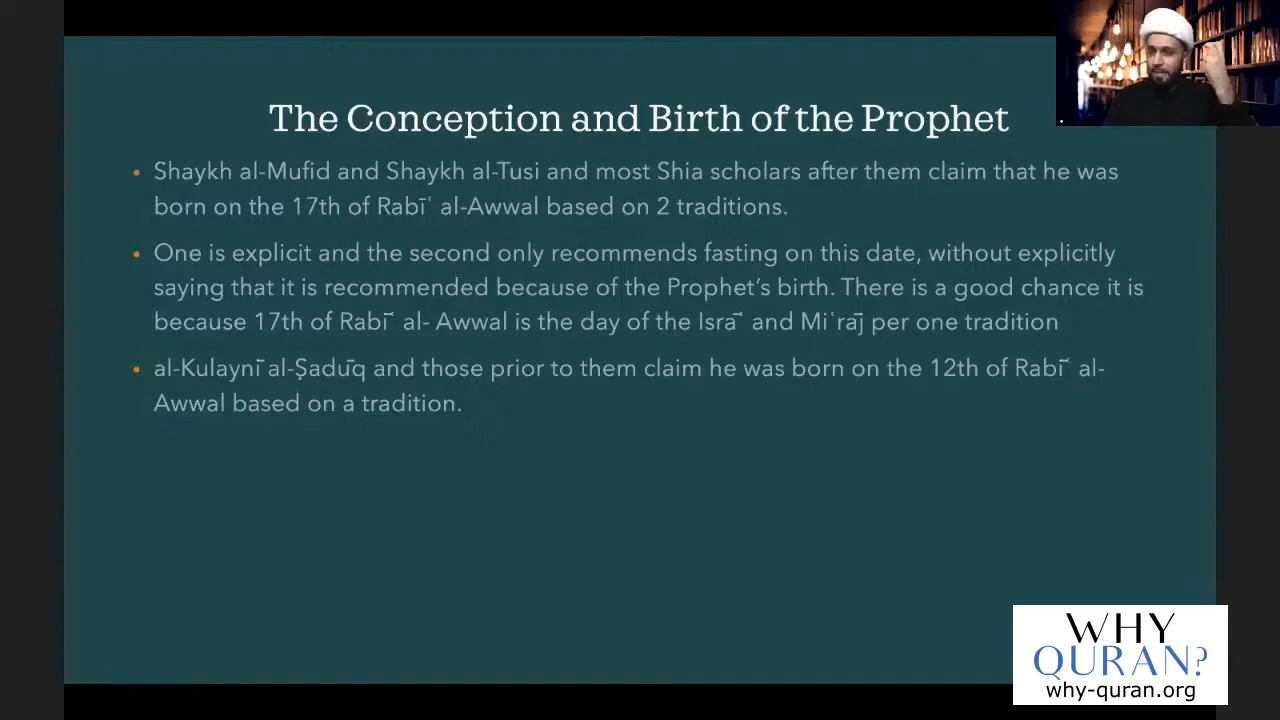 The Conception and Birth of the Prophet
• Shaykh al-Mufid and Shaykh al-Tusi and most Shia scholars after them claim that he was
born on the 17th of Rabīʿ al-Awwal based on 2 traditions.
• One is explicit and the second only recommends fasting on this date, without explicitly
saying that it is recommended because of the Prophet's birth. There is a good chance it is
because 17th of Rabīʿ al- Awwal is the day of the Israʾ̄ and Miʿrāj per one tradition
• al-Kulaynī al-Ṣadūq and those prior to them claim he was born on the 12th of Rabīʿ al-
Awwal based on a tradition.
WHY
QURAN?
why-quran.org